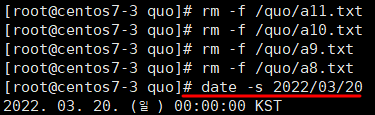 [root@centos7-3 quo]# rm -f /quo/a11.txt
[root@centos7-3 quo]# rm -f /quo/a10.txt
[root@centos7-3 quo]# rm -f /quo/a9.txt
[root@centos7-3 quo]# rm -f /quo/a8.txt
[root@centos7-3 quo]# date -s 2022/03/20
2022. 03. 20. (일) 00:00:00 KST